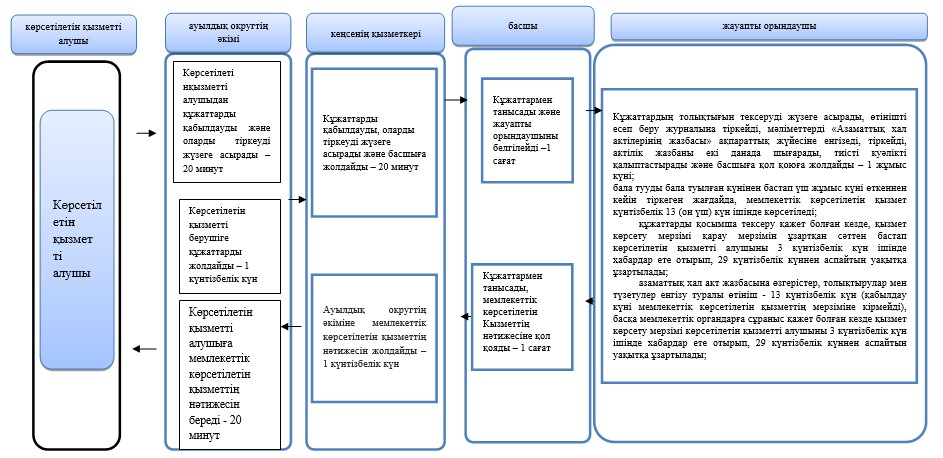 көрсетілетін қызметті
алушы
ауылдық округтің
әкімі
кеңсенің қызметкері
басшы
жауапты орындаушы
Көрсетіл
етін
қызмет
ті
алушы
Көрсетілеті
нқызметті
алушыдан
құжаттарды
қабылдауды және
оларды тіркеуді
жүзеге асырады –
20 минут
Көрсетілетін
қызметті
берушіге
құжаттарды
жолдайды – 1
күнтізбелік күн
Көрсетілетін
қызметті
алушыға
мемлекеттік
көрсетілетін
қызметтің
нәтижесін
береді - 20
минут
Құжаттарды
қабылдауды, оларды
тіркеуді жүзеге
асырады және басшыға
жолдайды – 20 минут
Ауылдық округтің
әкіміне мемлекеттік
көрсетілетін қызметтің
нәтижесін жолдайды –
1 күнтізбелік күн
Құжаттармен
танысады және
жауапты
орындаушыны
белгілейді –1
сағат
Құжаттармен
танысады,
мемлекеттік
көрсетілетін
Қызметтің
нәтижесіне қол
қояды – 1 сағат
Құжаттардың толықтығын тексеруді жүзеге асырады, өтінішті
есеп беру журналына тіркейді, мәліметтерді «Азаматтық хал
актілерінің жазбасы» ақпараттық жүйесіне енгізеді, тіркейді,
актілік жазбаны екі данада шығарады, тиісті куәлікті
қалыптастырады және басшыға қол қоюға жолдайды – 1 жұмыс
күні;
бала тууды бала туылған күнінен бастап үш жұмыс күні өткеннен
кейін тіркеген жағдайда, мемлекеттік көрсетілетін қызмет
күнтізбелік 13 (он үш) күн ішінде көрсетіледі;
құжаттарды қосымша тексеру қажет болған кезде, қызмет
көрсету мерзімі қарау мерзімін ұзартқан сәттен бастап
көрсетілетін қызметті алушыны 3 күнтізбелік күн ішінде
хабардар ете отырып, 29 күнтізбелік күннен аспайтын уақытқа
ұзартылады;
азаматтық хал акт жазбасына өзгерістер, толықтырулар мен
түзетулер енгізу туралы өтініш - 13 күнтізбелік күн (қабылдау
күні мемлекеттік көрсетілетін қызметтің мерзіміне кірмейді),
басқа мемлекеттік органдарға сұраныс қажет болған кезде қызмет
көрсету мерзімі көрсетілетін қызметті алушыны 3 күнтізбелік күн
ішінде хабардар ете отырып, 29 күнтізбелік күннен аспайтын
уақытқа ұзартылады;